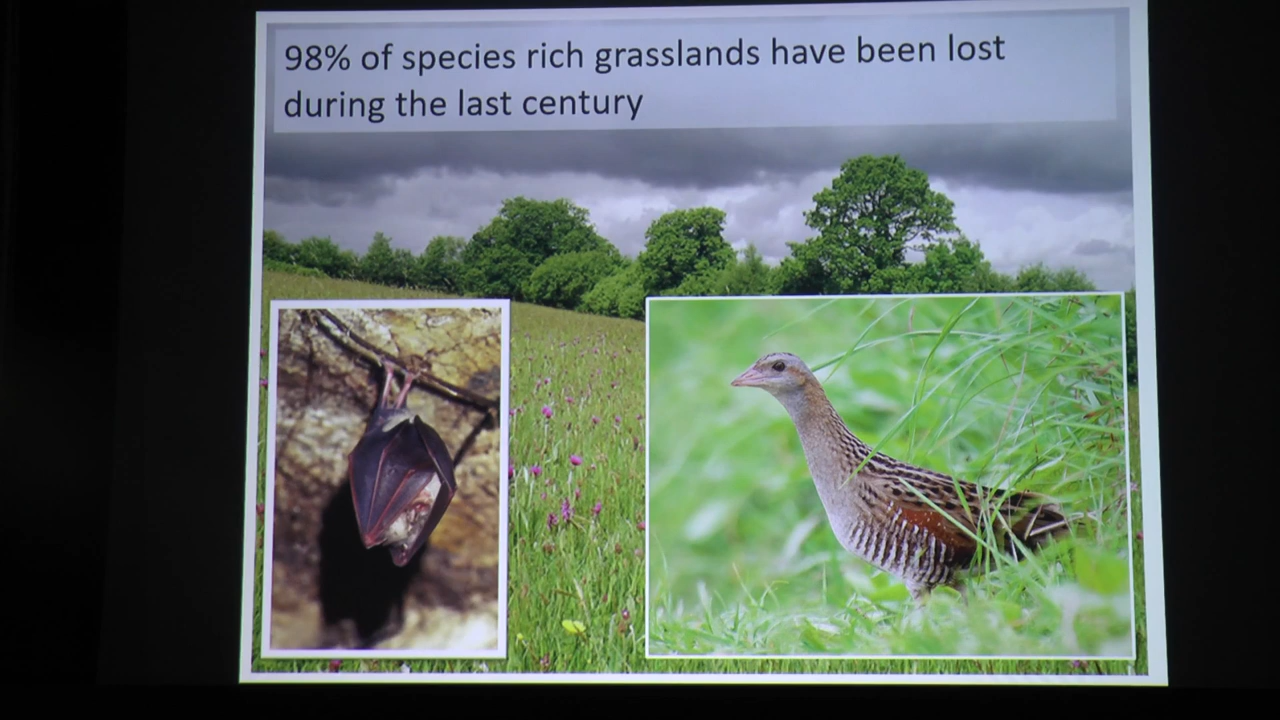 98% of species rich grasslands have been lost
during the last century